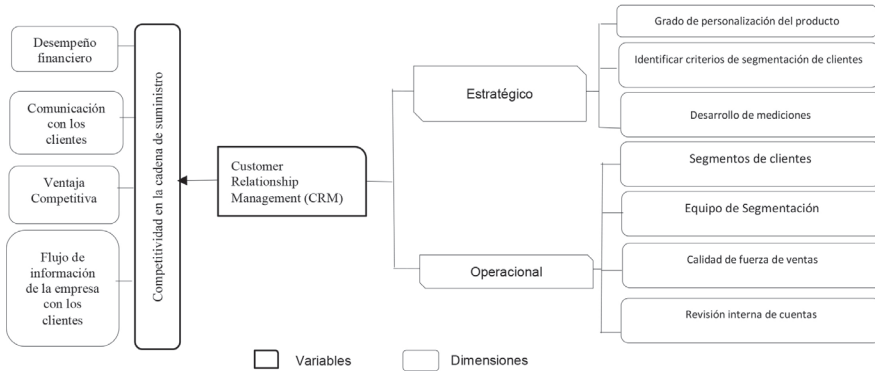 Desempeño
financiero
Comunicación
con los
clientes
Ventaja
Competitiva
Flujo de
información
de la empresa
con los
clientes
Competitividad en la cadena de suministro
Customer
Relationship
Management (CRM)
Estratégico
Operacional
Grado de personalización del producto
Identificar criterios de segmentación de clientes
Desarrollo de mediciones
Segmentos de clientes
Equipo de Segmentación
Calidad de fuerza de ventas
Revisión interna de cuentas
Variables
Dimensiones